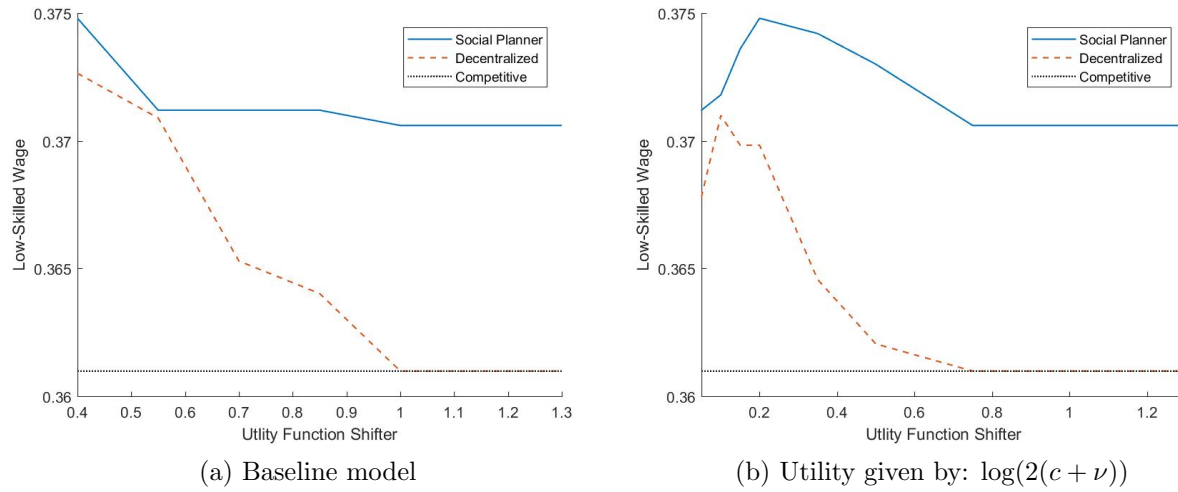 0.375
0.37
0.365
0.36
Low-Skilled Wage
Social Planner
Decentralized
Competitive
0.4 0.5 0.6 0.7 0.8 0.9 1 1.1 1.2 1.3
Utlity Function Shifter
(a) Baseline model
0.375
0.37
0.365
0.36
Low-Skilled Wage
Social Planner
Decentralized
Competitive
0.2 0.4 0.6 0.8 1 1.2
Utlity Function Shifter
(b) Utility given by: log(2(c + ν))